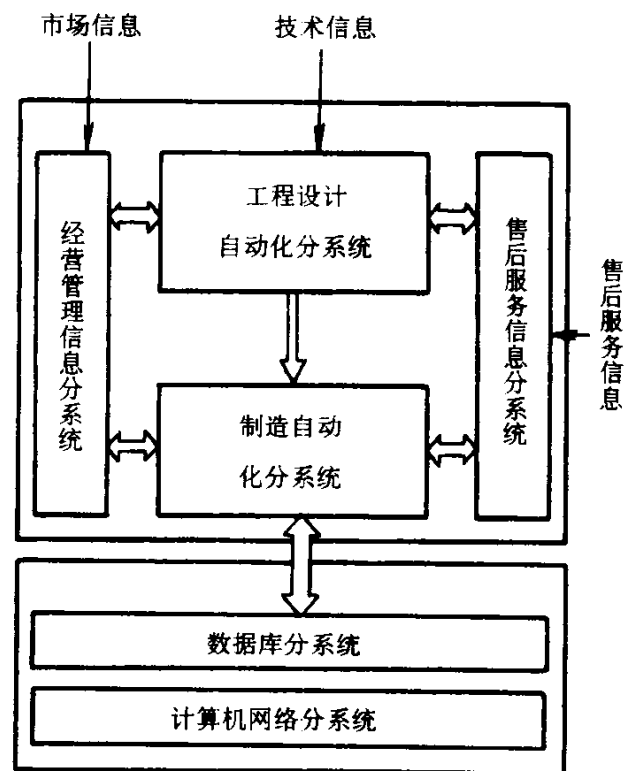 市场信息
技术信息
经营管理信息分系统
工程设计
自动化分系统
售后服务信息分系统
售后服务信息
制造自动
化分系统
数据库分系统
计算机网络分系统